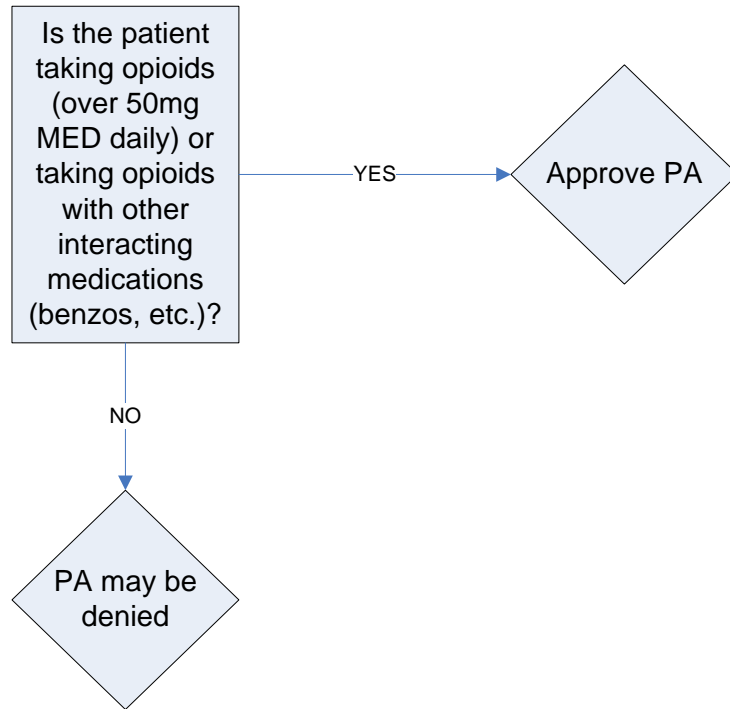 Is the patient
taking opioids
(over 50mg
MED daily) or
taking opioids
with other
interacting
medications
(benzos, etc.)?
YES
Approve PA
NO
PA may be
denied